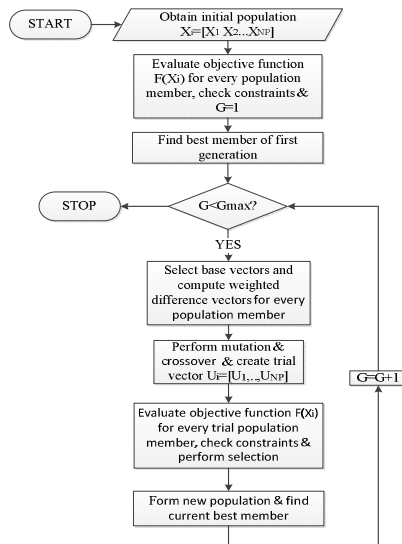 START
Obtain initial population
Xi=[X1 X2...XNP]
Evaluate objective function
F(Xi) for every population
member, check constraints &
G=1
Find best member of first
generation
STOP
G<Gmax?
YES
Select base vectors and
compute weighted
difference vectors for every
population member
Perform mutation&
crossover & create trial
vector Ui=[U1,..,UNP]
G=G+1
Evaluate objective function F(Xi)
for every trial population
member, check constraints &
perform selection
Form new population & find
current best member